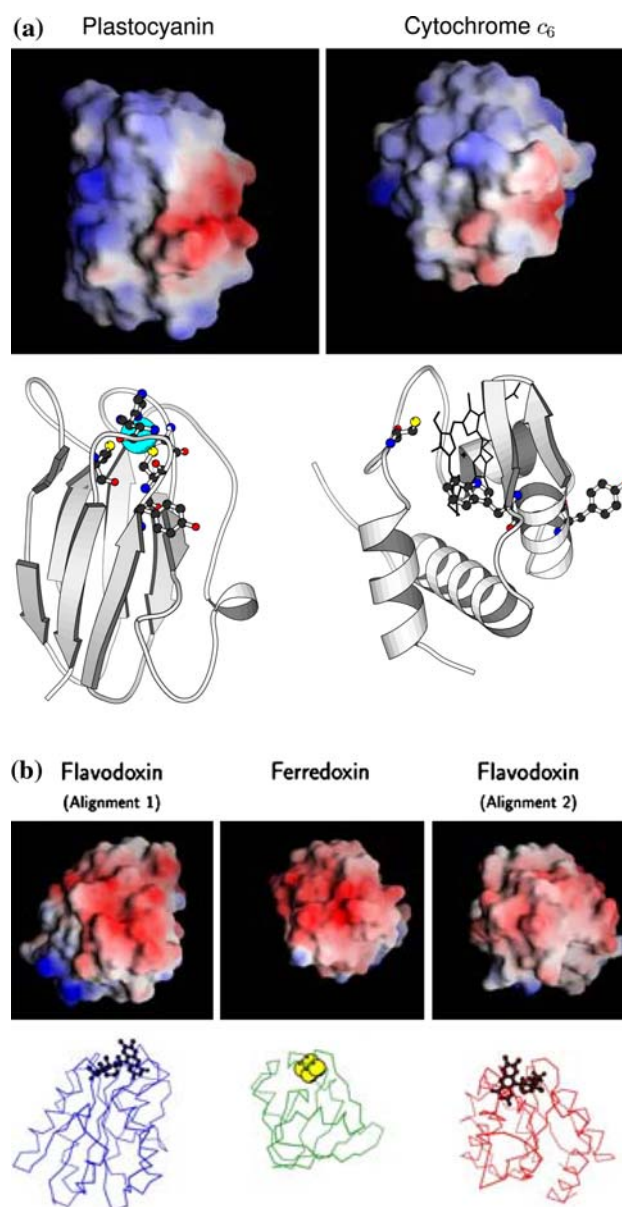 (a) Plastocyanin Cytochrome c₆
(b) Flavodoxin Ferredoxin Flavodoxin
(Alignment 1) (Alignment 2)